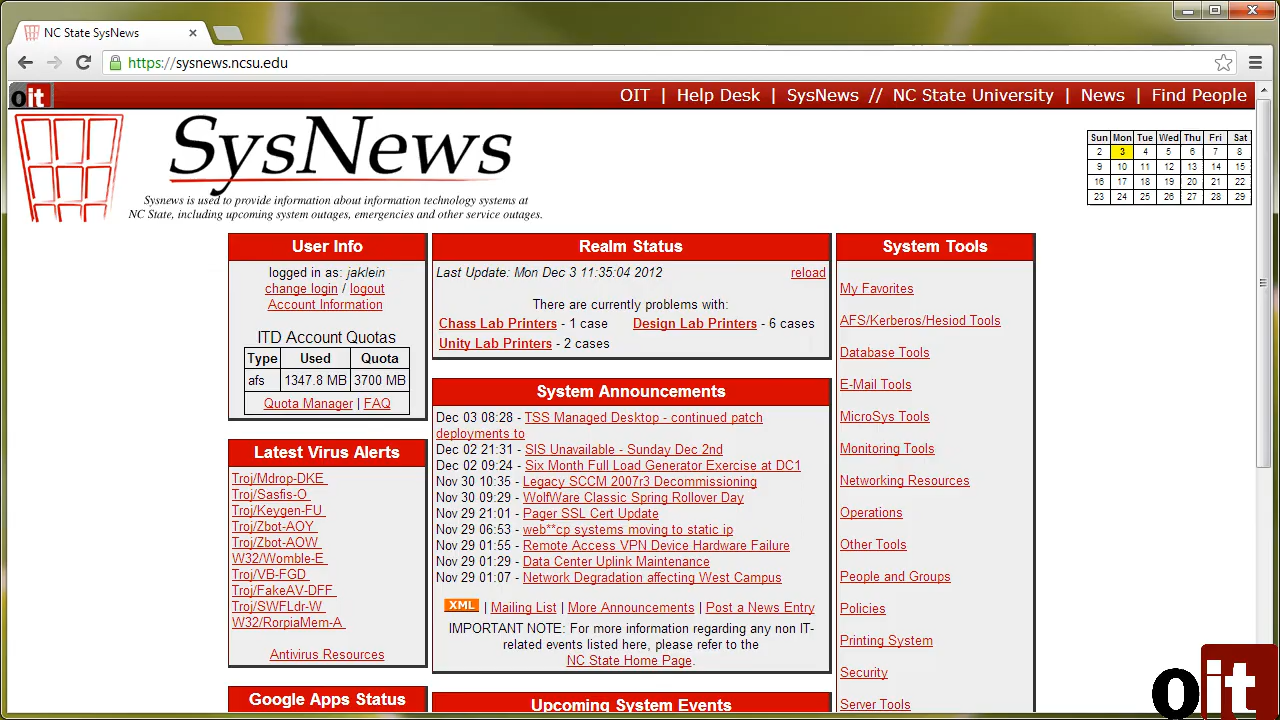 NC State SysNews
https://sysnews.ncsu.edu
oit
OIT | Help Desk | SysNews // NC State University | News | Find People
SysNews
Sysnews is used to provide information about information technology systems at
NC State, including upcoming system outages, emergencies and other service outages.
Sun Mon Tue Wed Thu Fri Sat
2 3 4 5 6 7 8
9 10 11 12 13 14 15
16 17 18 19 20 21 22
23 24 25 26 27 28 29
User Info
logged in as: jaklein
change login / logout
Account Information
ITD Account Quotas
Type Used Quota
afs 1347.8 MB 3700 MB
Quota Manager | FAQ
Latest Virus Alerts
Troj/Mdrop-DKE
Troj/Sasfis-O
Troj/Keygen-FU
Troj/Zbot-AOY
Troj/Zbot-AOW
W32/Womble-E
Troj/VB-FGD
Troj/FakeAV-DFF
Troj/SWFLdr-W
W32/RorpiaMem-A
Antivirus Resources
Google Apps Status
Realm Status
Last Update: Mon Dec 3 11:35:04 2012 reload
There are currently problems with:
Chass Lab Printers - 1 case Design Lab Printers - 6 cases
Unity Lab Printers - 2 cases
System Announcements
Dec 03 08:28 - TSS Managed Desktop - continued patch
deployments to
Dec 02 21:31 - SIS Unavailable - Sunday Dec 2nd
Dec 02 09:24 - Six Month Full Load Generator Exercise at DC1
Nov 30 10:35 - Legacy SCCM 2007r3 Decommissioning
Nov 30 09:29 - WolfWare Classic Spring Rollover Day
Nov 29 21:01 - Pager SSL Cert Update
Nov 29 06:53 - web**cp systems moving to static ip
Nov 29 01:55 - Remote Access VPN Device Hardware Failure
Nov 29 01:29 - Data Center Uplink Maintenance
Nov 29 01:07 - Network Degradation affecting West Campus
XML | Mailing List | More Announcements | Post a News Entry
IMPORTANT NOTE: For more information regarding any non IT-
related events listed here, please refer to the
NC State Home Page.
Upcoming System Events
System Tools
My Favorites
AFS/Kerberos/Hesiod Tools
Database Tools
E-Mail Tools
MicroSys Tools
Monitoring Tools
Networking Resources
Operations
Other Tools
People and Groups
Policies
Printing System
Security
Server Tools
oit